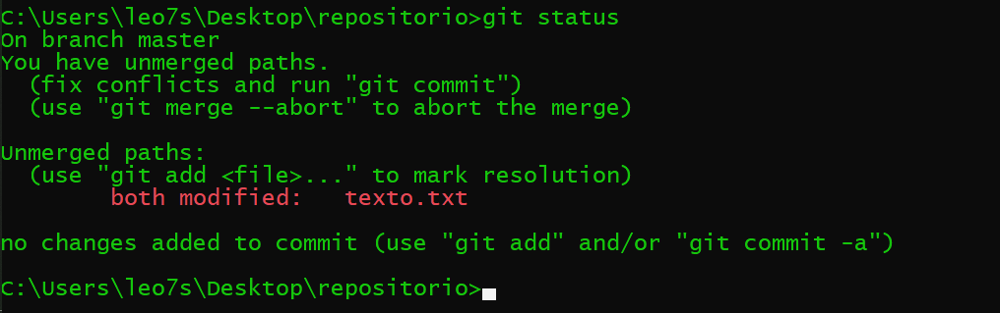 C:\Users\leo7s\Desktop\repositorio>git status
On branch master
You have unmerged paths.
  (fix conflicts and run "git commit")
  (use "git merge --abort" to abort the merge)

Unmerged paths:
  (use "git add <file>..." to mark resolution)
        both modified:   texto.txt

no changes added to commit (use "git add" and/or "git commit -a")

C:\Users\leo7s\Desktop\repositorio>